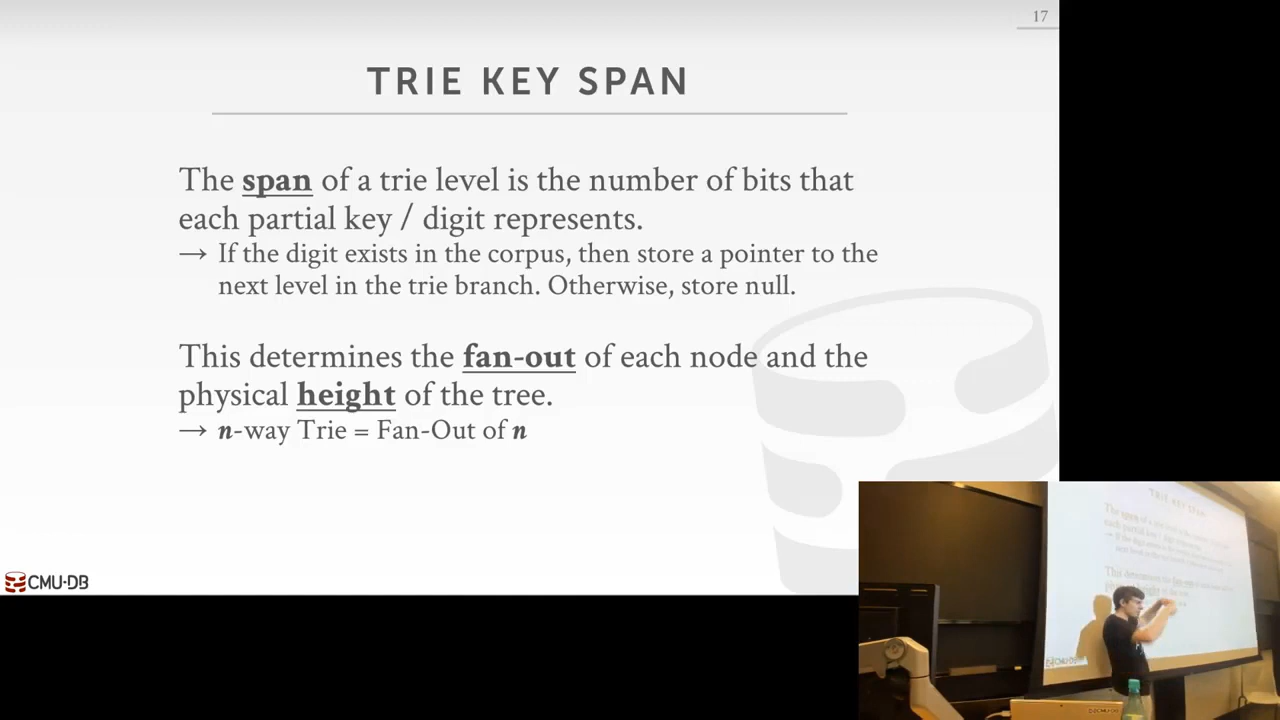 17
TRIE KEY SPAN
The span of a trie level is the number of bits that
each partial key / digit represents.
→ If the digit exists in the corpus, then store a pointer to the
next level in the trie branch. Otherwise, store null.
This determines the fan-out of each node and the
physical height of the tree.
→ n-way Trie = Fan-Out of n
CMU·DB
TRIE KEY SPAN